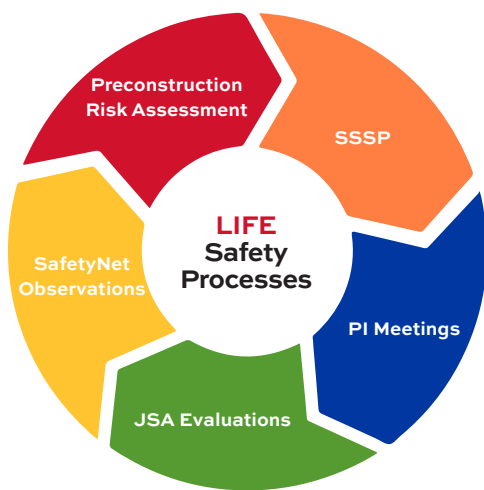 Preconstruction
Risk Assessment
SSSP
LIFE
Safety
Processes
SafetyNet
Observations
PI Meetings
JSA Evaluations